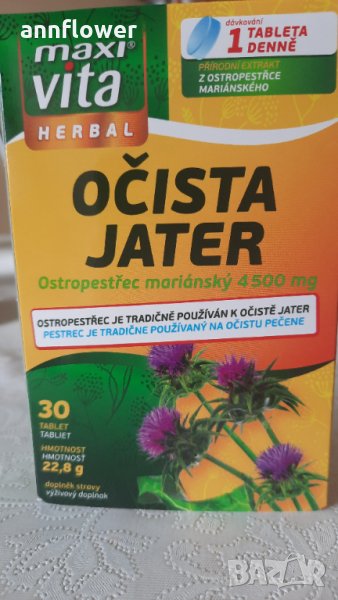 annflower
maxi®
vita
HERBAL
dávkování
1 TABLETA
DENNĚ
PŘÍRODNÍ EXTRAKT
Z OSTROPESTŘCE
MARIÁNSKÉHO
OČISTA
JATER
Ostropestřec mariánský 4500 mg
OSTROPESTŘEC JE TRADIČNĚ POUŽÍVÁN K OČISTĚ JATER
PESTREC JE TRADIČNE POUŽÍVANÝ NA OČISTU PEČENE
30
TABLET
TABLIET
HMOTNOST
HMOTNOSŤ
22,8 g
doplněk stravy
výživový doplnok
BAZAR